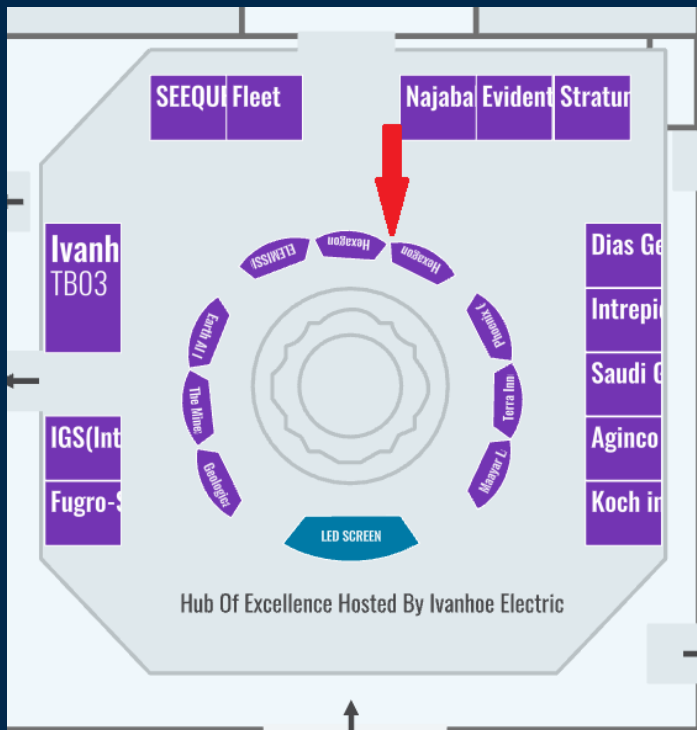 SEEQU
Fleet
Najaba
Evident
Stratu
Hexagon
Hexagon
ELEMISSI
Ivanh
TB03
Dias Ge
Earth AI
Phoenix
Intrepi
The Mine
Terra Inn
Saudi G
IGS(Int
Aginco
Geologica
Maayar L
Fugro-S
Koch in
LED SCREEN
Hub Of Excellence Hosted By Ivanhoe Electric